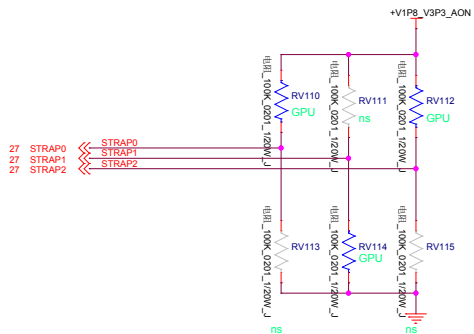 +V1P8_V3P3_AON
电阻_100K_0201_1/20W_J
RV110
GPU
电阻_100K_0201_1/20W_J
RV111
ns
电阻_100K_0201_1/20W_J
RV112
GPU
27 STRAP0 STRAP0
27 STRAP1 STRAP1
27 STRAP2 STRAP2
电阻_100K_0201_1/20W_J
RV113
ns
电阻_100K_0201_1/20W_J
RV114
GPU
电阻_100K_0201_1/20W_J
RV115
ns